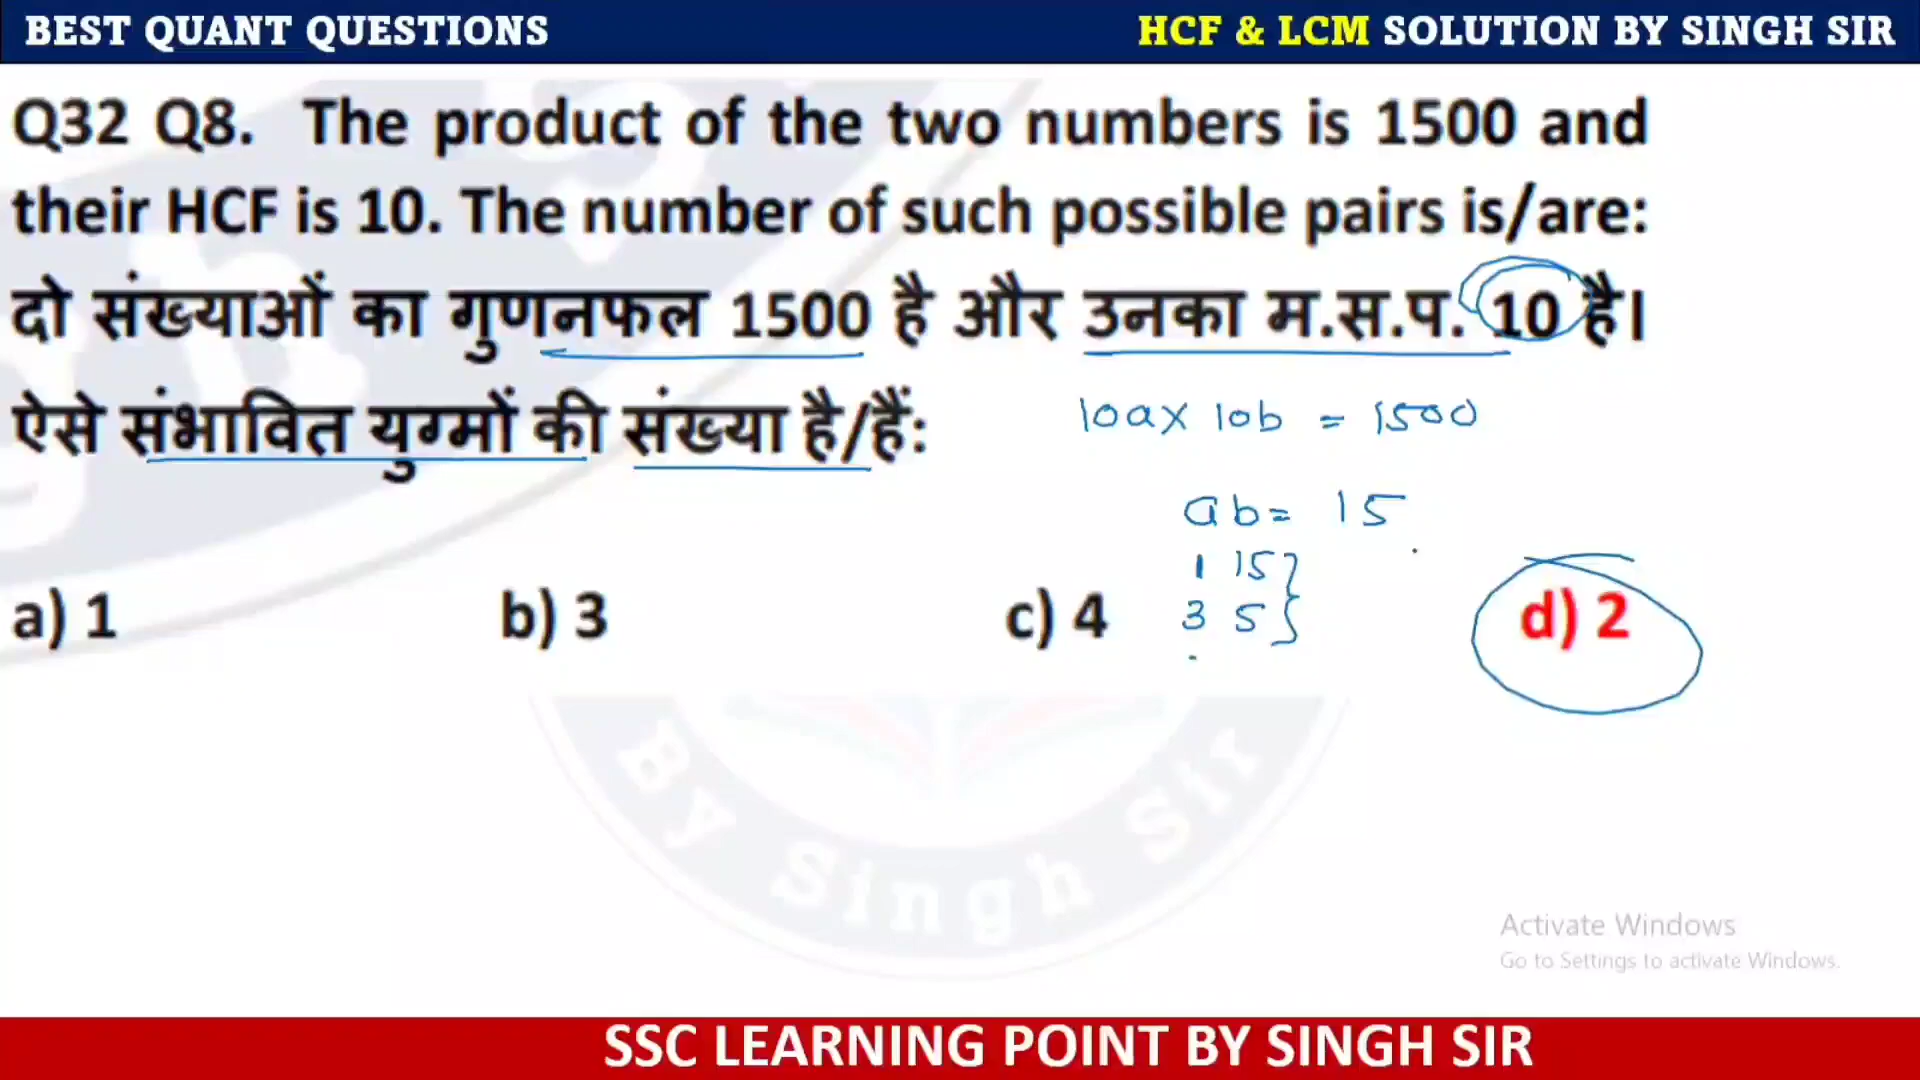 BEST QUANT QUESTIONS
HCF & LCM SOLUTION BY SINGH SIR
Q32 Q8. The product of the two numbers is 1500 and
their HCF is 10. The number of such possible pairs is/are:
दो संख्याओं का गुणनफल 1500 है और उनका म.स.प. 10 है।
ऐसे संभावित युग्मों की संख्या है/हैं:
10a× 10b = 1500
ab= 15
1 15
3 5
a) 1
b) 3
c) 4
d) 2
By Singh Sir
Activate Windows
Go to Settings to activate Windows.
SSC LEARNING POINT BY SINGH SIR